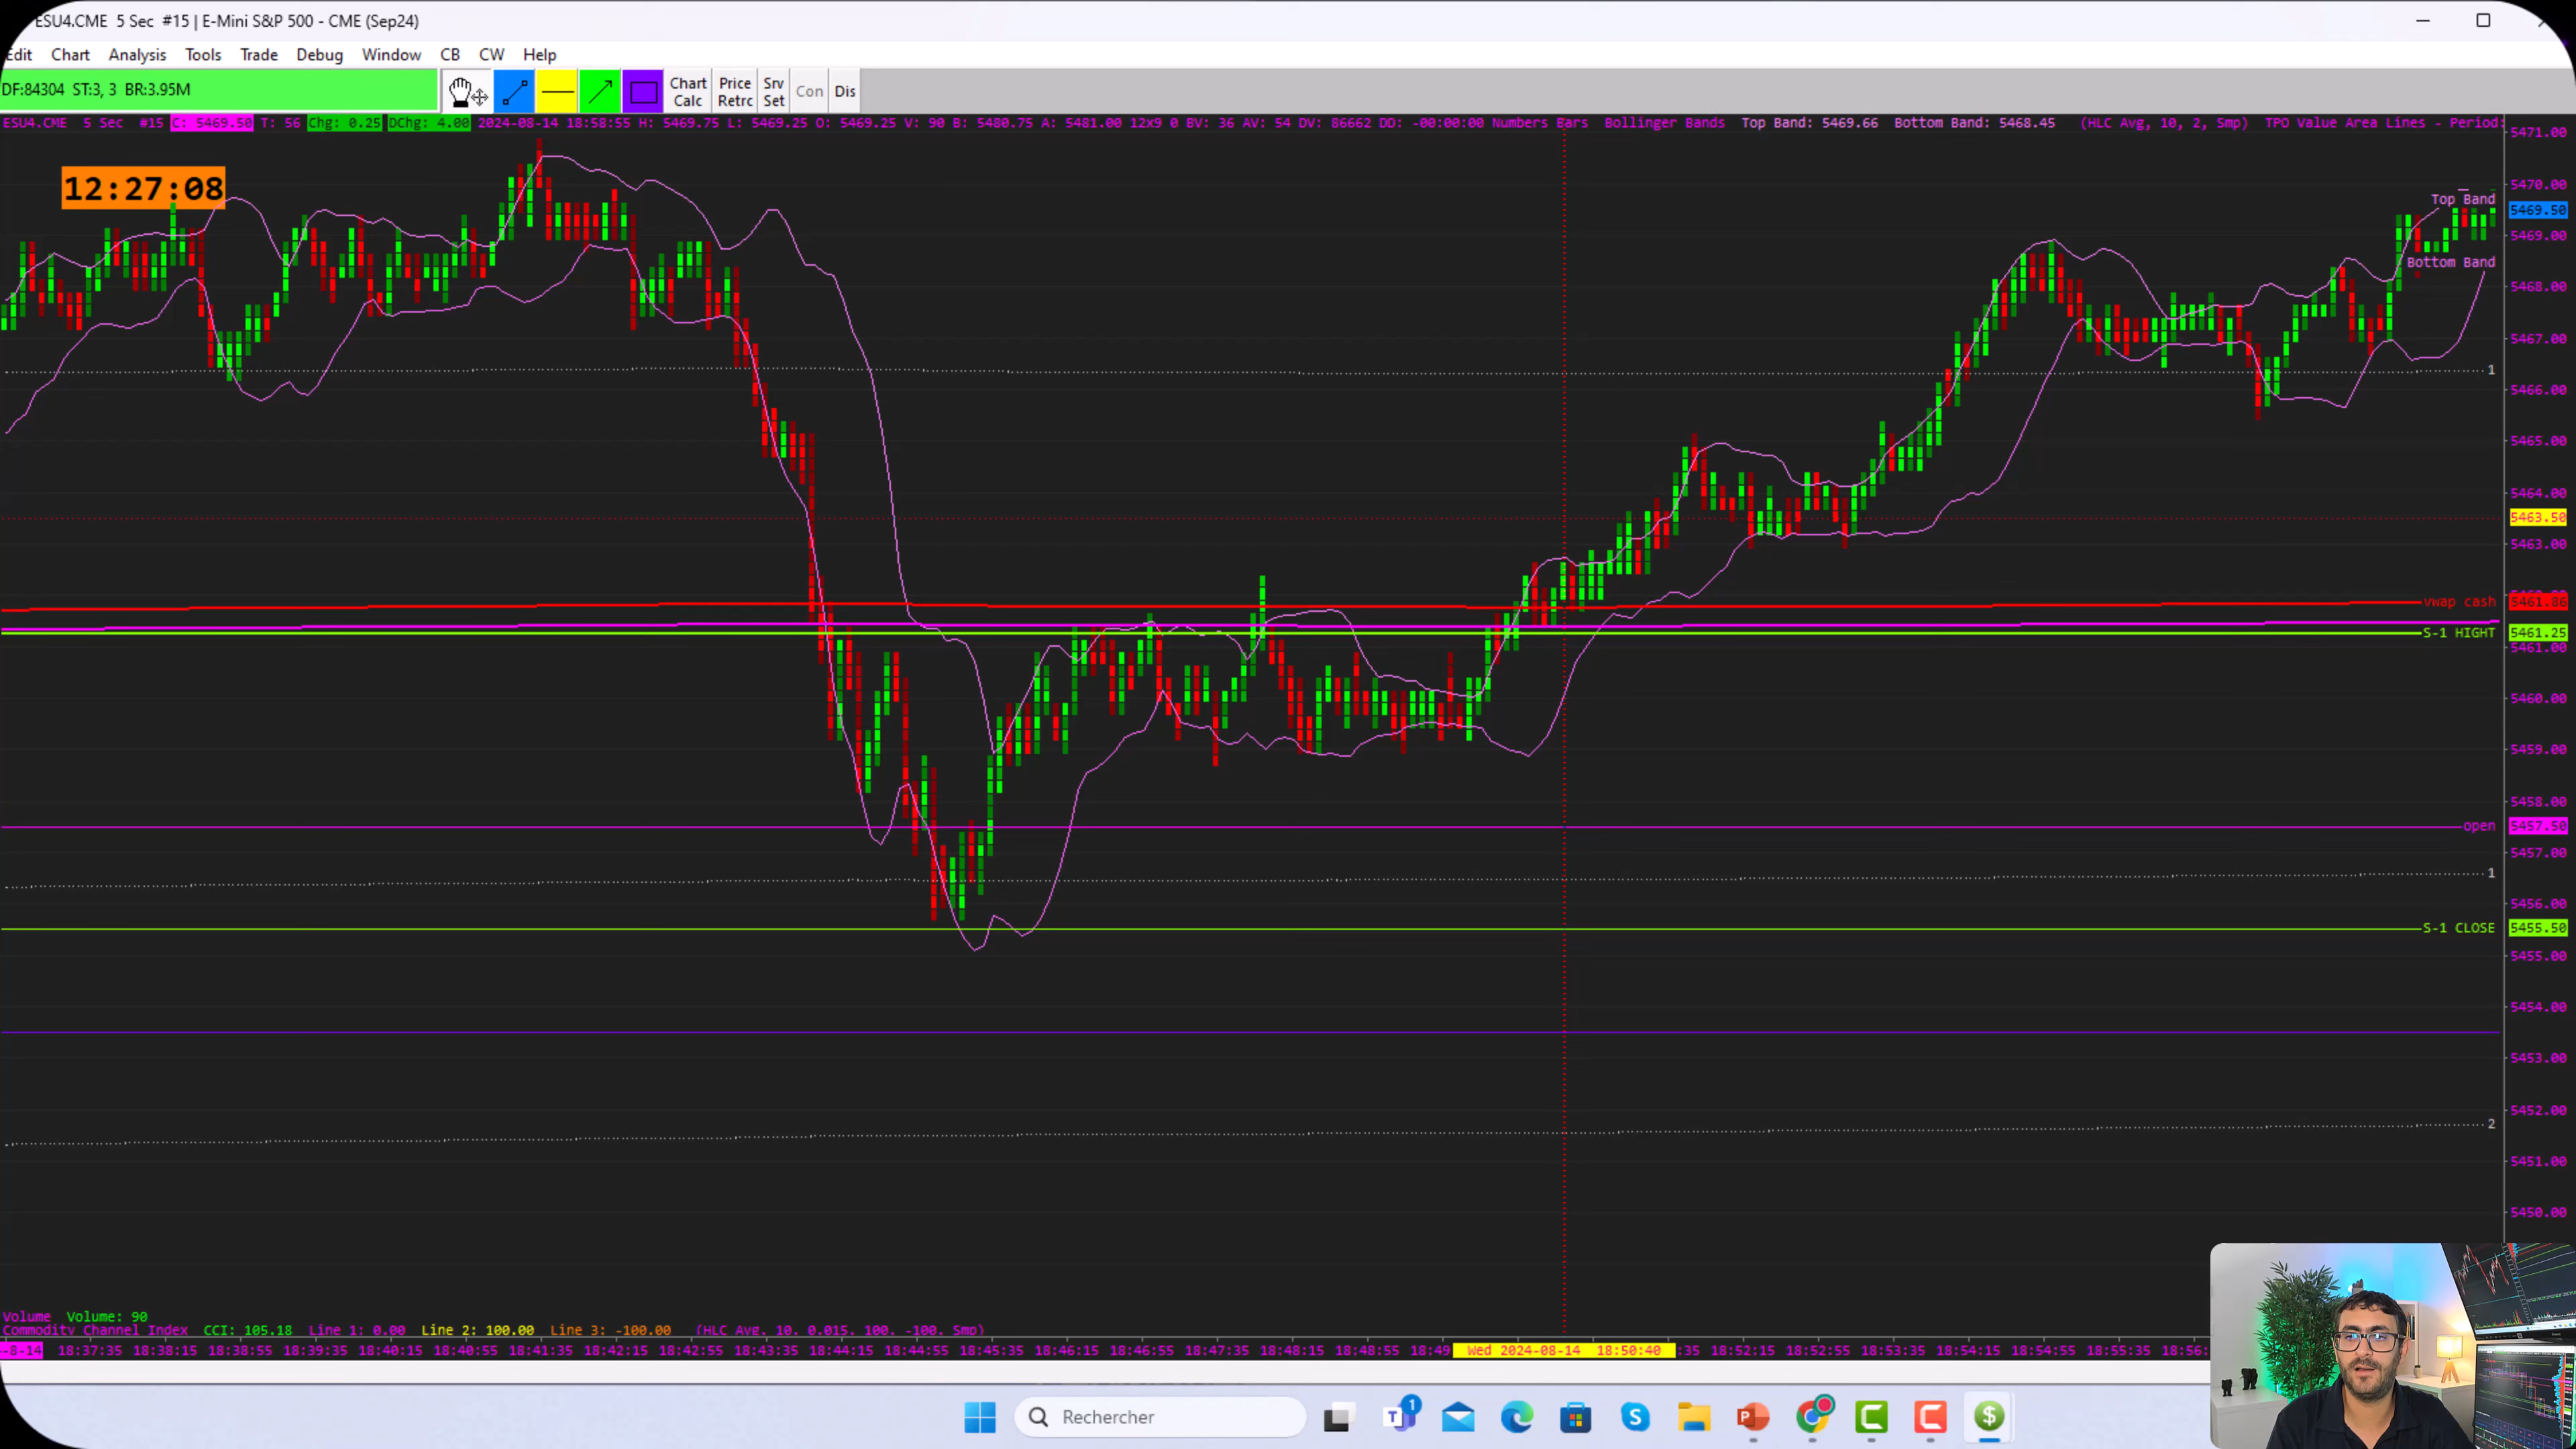 ESU4.CME 5 Sec #15 | E-Mini S&P 500 - CME (Sep24)
Edit Chart Analysis Tools Trade Debug Window CB CW Help
DF:84304 ST:3, 3 BR:3.95M
Chart Calc
Price Retrc
Srv Set
Con
Dis
ESU4.CME 5 Sec #15 C: 5469.50 T: 56 Chg: 0.25 DChg: 4.00 2024-08-14 18:58:55 H: 5469.75 L: 5469.25 O: 5469.25 V: 90 B: 5480.75 A: 5481.00 12x9 0 BV: 36 AV: 54 DV: 86662 DD: -00:00:00 Numbers Bars Bollinger Bands Top Band: 5469.66 Bottom Band: 5468.45 (HLC Avg, 10, 2, Smp) TPO Value Area Lines - Period:
5471.00
12:27:08
5470.00
Top Band
5469.50
5469.00
Bottom Band
5468.00
5467.00
1
5466.00
5465.00
5464.00
5463.50
5463.00
vwap cash 5461.86
S-1 HIGHT 5461.25
5461.00
5460.00
5459.00
5458.00
open 5457.50
5457.00
1
5456.00
S-1 CLOSE 5455.50
5455.00
5454.00
5453.00
5452.00
2
5451.00
5450.00
Volume Volume: 90
Commodity Channel Index CCI: 105.18 Line 1: 0.00 Line 2: 100.00 Line 3: -100.00 (HLC Avg, 10, 0.015, 100, -100, Smp)
-8-14 18:37:35 18:38:15 18:38:55 18:39:35 18:40:15 18:40:55 18:41:35 18:42:15 18:42:55 18:43:35 18:44:15 18:44:55 18:45:35 18:46:15 18:46:55 18:47:35 18:48:15 18:48:55 18:49 Wed 2024-08-14 18:50:40 :35 18:52:15 18:52:55 18:53:35 18:54:15 18:54:55 18:55:35 18:56:
Rechercher
1